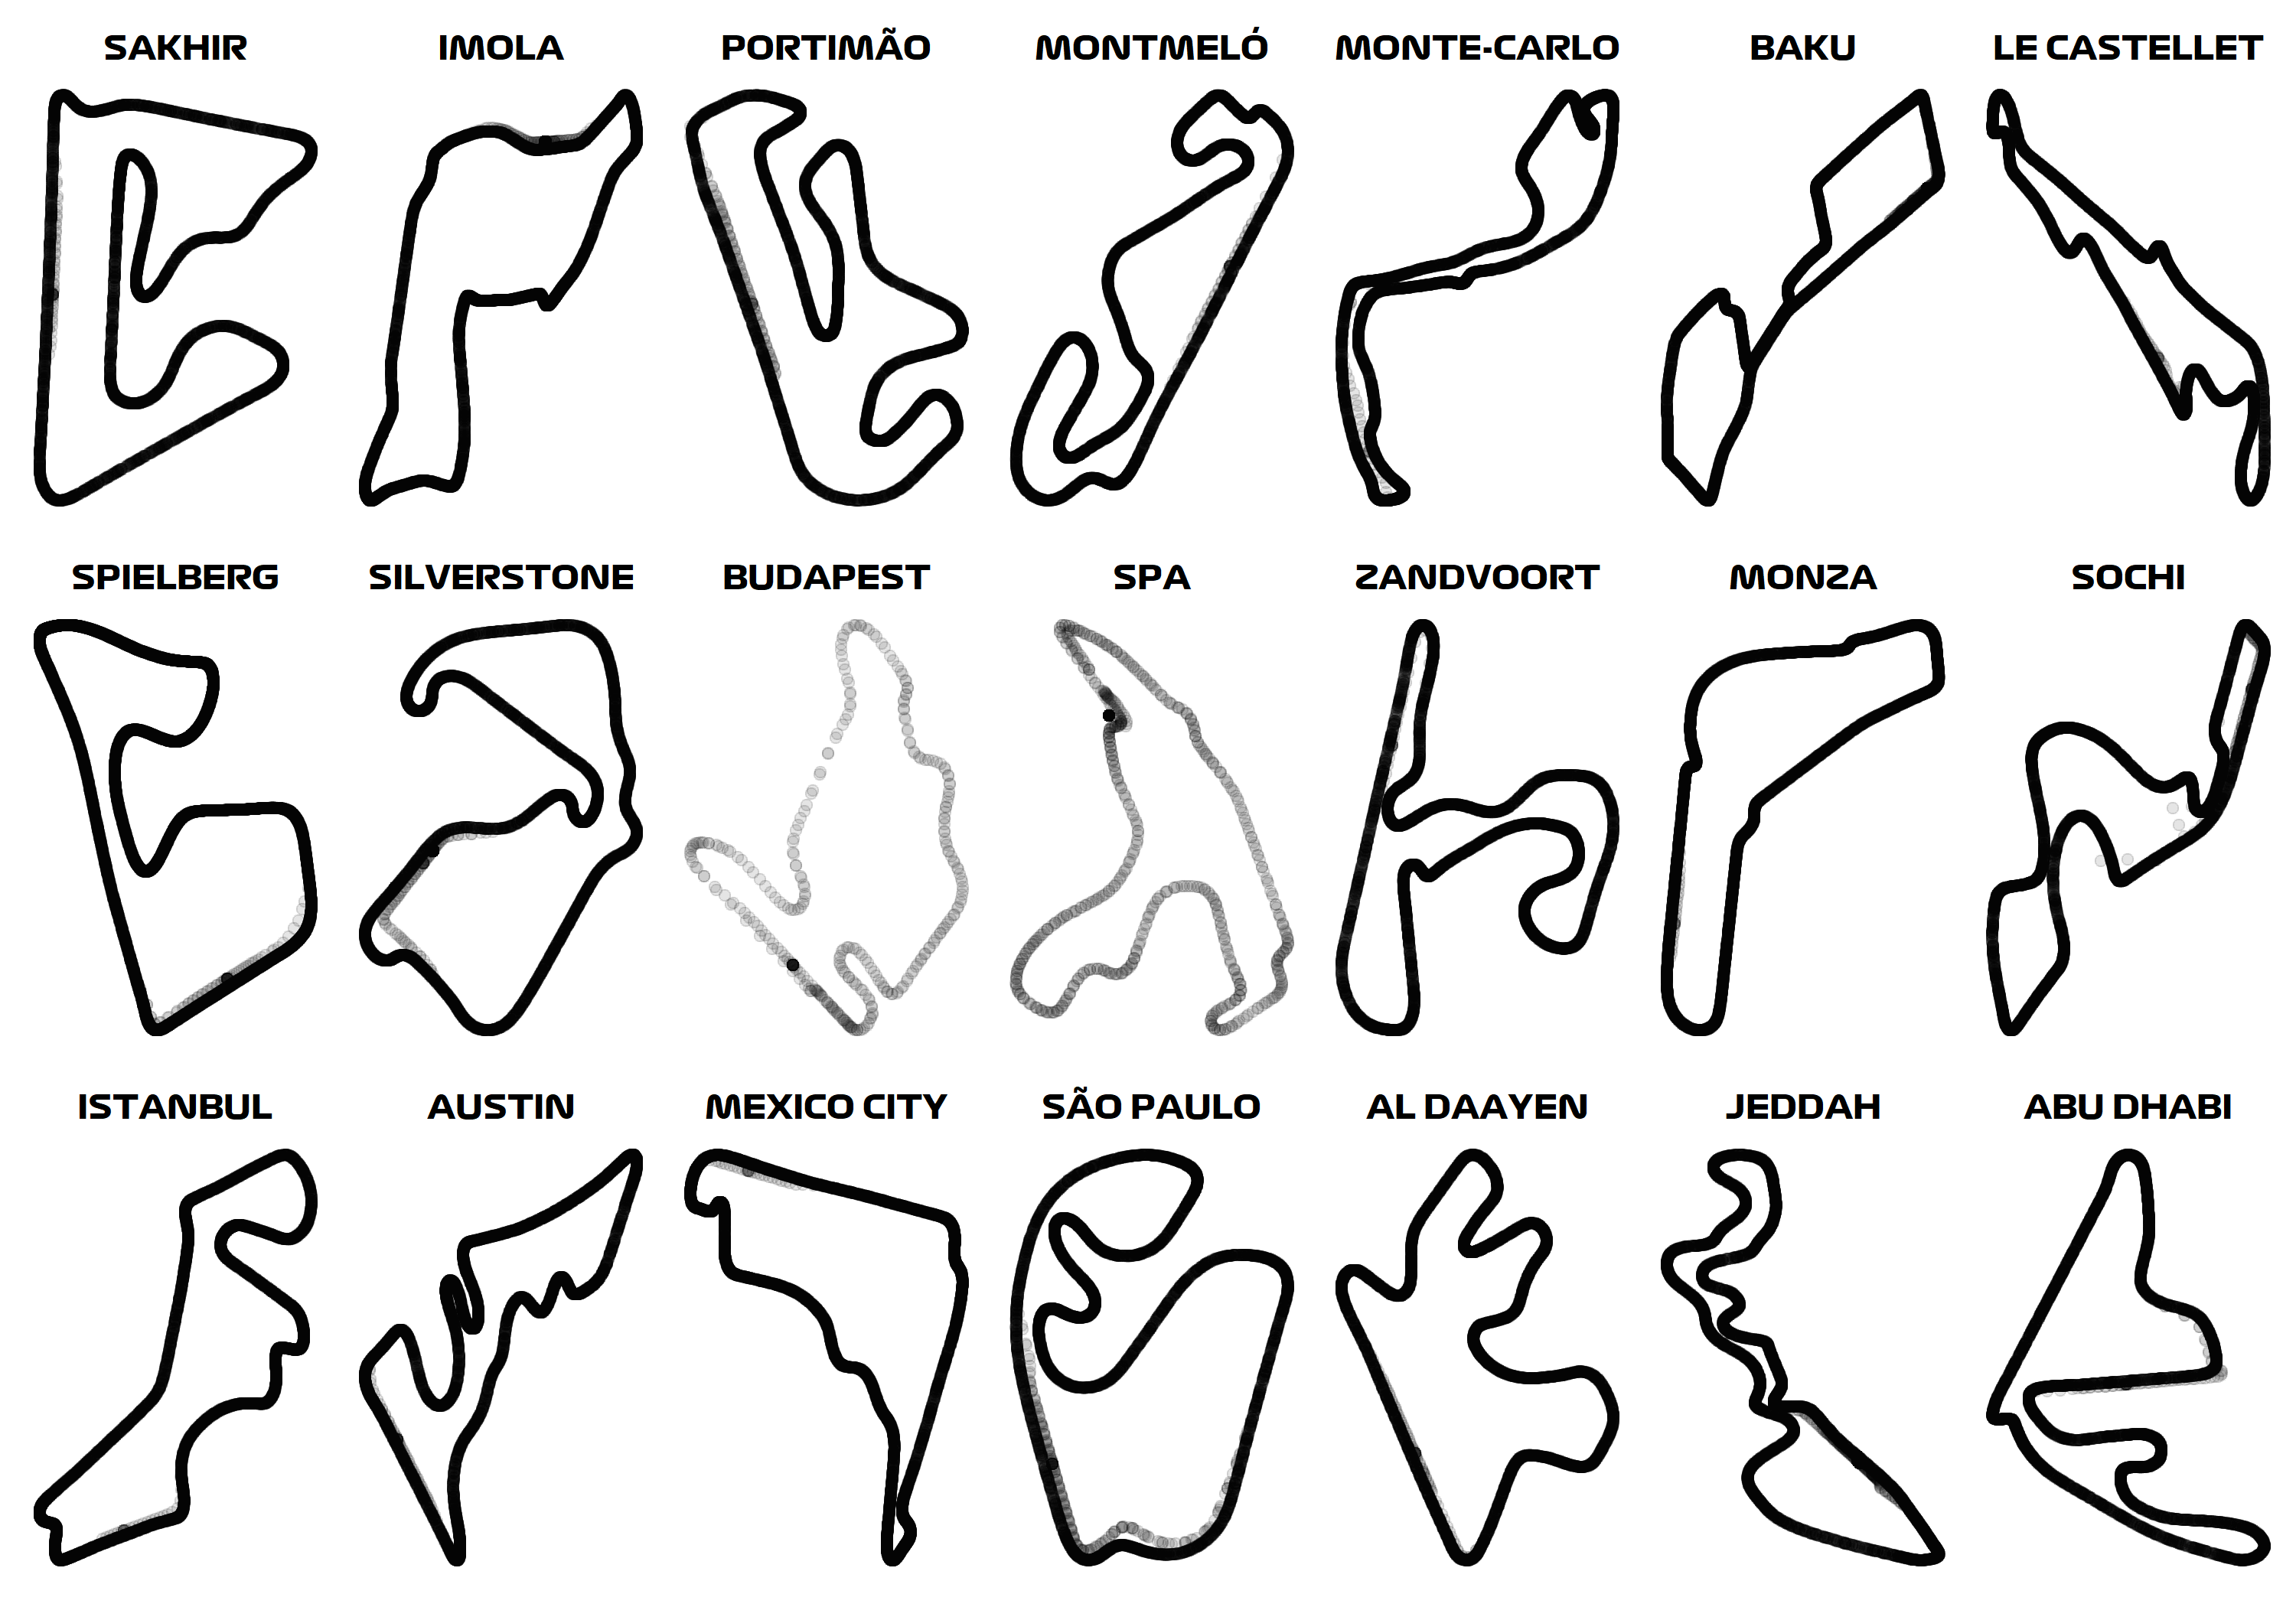 SAKHIR
IMOLA
PORTIMÃO
MONTMELÓ
MONTE-CARLO
BAKU
LE CASTELLET
SPIELBERG
SILVERSTONE
BUDAPEST
SPA
ZANDVOORT
MONZA
SOCHI
ISTANBUL
AUSTIN
MEXICO CITY
SÃO PAULO
AL DAAYEN
JEDDAH
ABU DHABI